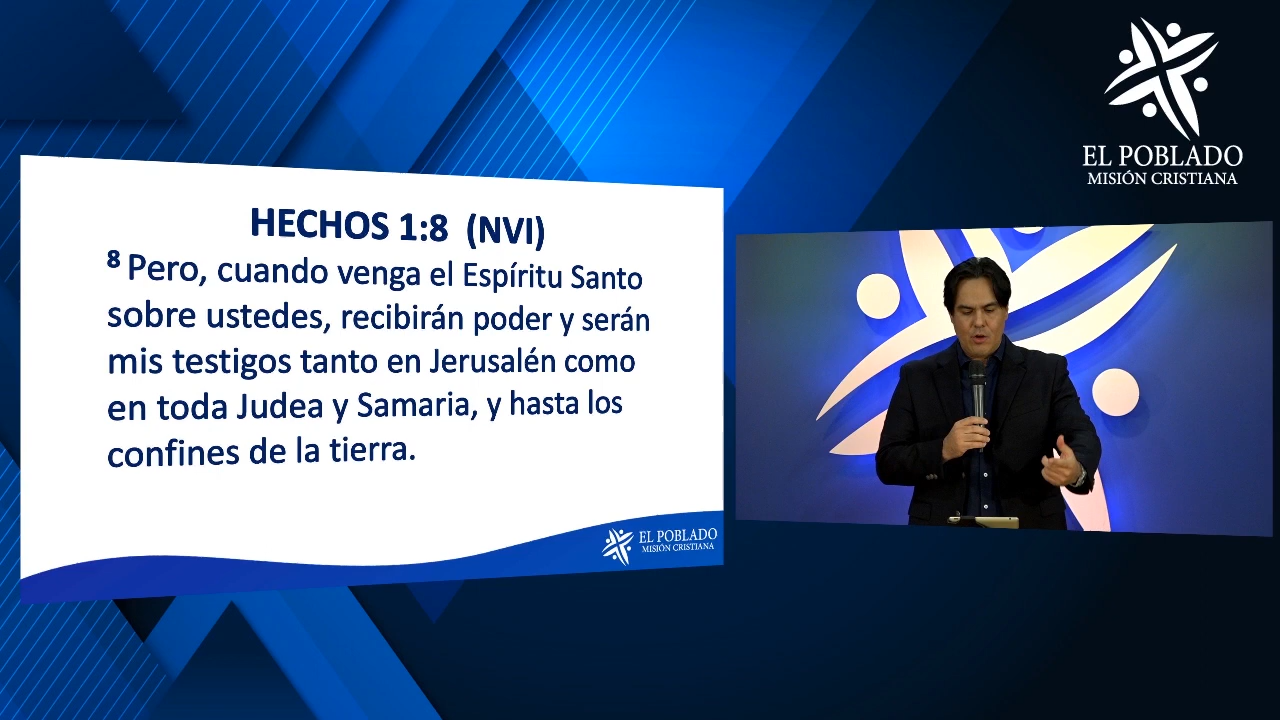 EL POBLADO
MISIÓN CRISTIANA
HECHOS 1:8 (NVI)
8 Pero, cuando venga el Espíritu Santo
sobre ustedes, recibirán poder y serán
mis testigos tanto en Jerusalén como
en toda Judea y Samaria, y hasta los
confines de la tierra.
EL POBLADO
MISIÓN CRISTIANA